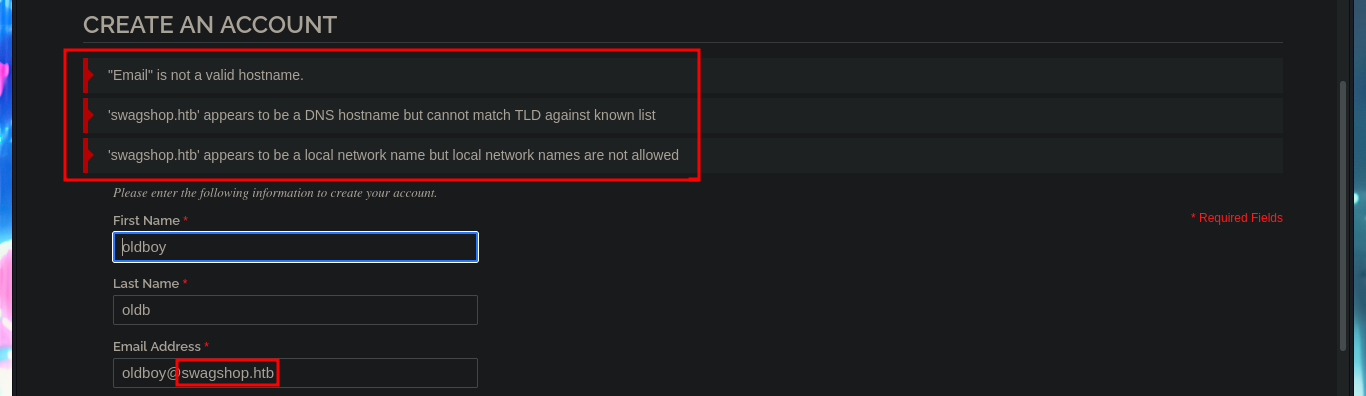 CREATE AN ACCOUNT
"Email" is not a valid hostname.
'swagshop.htb' appears to be a DNS hostname but cannot match TLD against known list
'swagshop.htb' appears to be a local network name but local network names are not allowed
Please enter the following information to create your account.
First Name *
* Required Fields
oldboy
Last Name *
oldb
Email Address *
oldboy@swagshop.htb